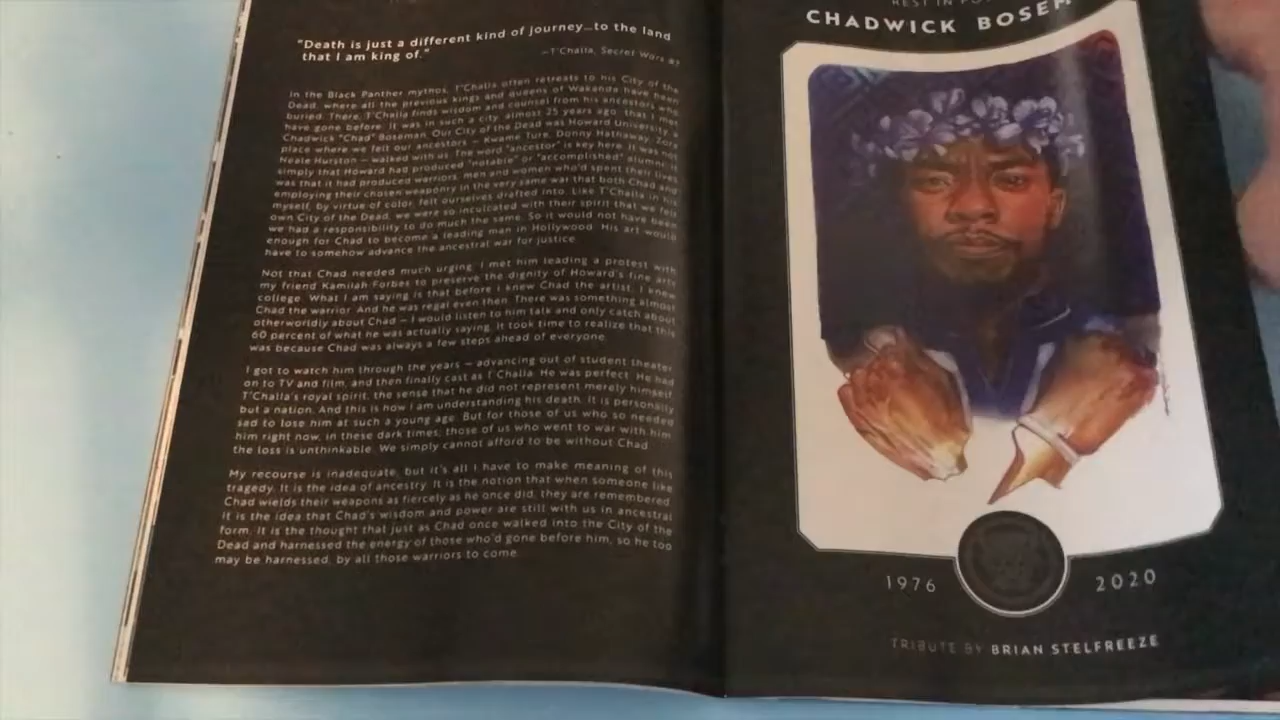 "Death is just a different kind of journey...to the land
that I am king of."
—T'Challa, Secret Wars #7
In the Black Panther mythos, T'Challa often retreats to his City of the
Dead, where all the previous kings and queens of Wakanda have been
buried. There, T'Challa finds wisdom and counsel from his ancestors who
have gone before. It was in such a city, almost 25 years ago, that I met
Chadwick "Chad" Boseman. Our City of the Dead was Howard University, a
place where we felt our ancestors – Kwame Ture, Donny Hathaway, Zora
Neale Hurston – walked with us. The word "ancestor" is key here. It was not
simply that Howard had produced "notable" or "accomplished" alumni, it
was that it had produced warriors, men and women who'd spent their lives
employing their chosen weaponry in the very same war that both Chad and
myself, by virtue of color, felt ourselves drafted into. Like T'Challa in his
own City of the Dead, we were so inculcated with their spirit that we felt
we had a responsibility to do much the same. So it would not have been
enough for Chad to become a leading man in Hollywood. His art would
have to somehow advance the ancestral war for justice.
Not that Chad needed much urging. I met him leading a protest with
my friend Kamilah Forbes to preserve the dignity of Howard's fine arts
college. What I am saying is that before I knew Chad the artist, I knew
Chad the warrior. And he was regal even then. There was something almost
otherworldly about Chad – I would listen to him talk and only catch about
60 percent of what he was actually saying. It took time to realize that this
was because Chad was always a few steps ahead of everyone.
I got to watch him through the years – advancing out of student theater
on to TV and film, and then finally cast as T'Challa. He was perfect. He had
T'Challa's royal spirit, the sense that he did not represent merely himself
but a nation. And this is how I am understanding his death. It is personally
sad to lose him at such a young age. But for those of us who so needed
him right now, in these dark times, those of us who went to war with him
the loss is unthinkable. We simply cannot afford to be without Chad.
My recourse is inadequate, but it's all I have to make meaning of this
tragedy. It is the idea of ancestry. It is the notion that when someone like
Chad wields their weapons as fiercely as he once did, they are remembered.
It is the idea that Chad's wisdom and power are still with us in ancestral
form. It is the thought that just as Chad once walked into the City of the
Dead and harnessed the energy of those who'd gone before him, so he too
may be harnessed, by all those warriors to come.
REST IN
CHADWICK BOSEM
1976
2020
TRIBUTE BY BRIAN STELFREEZE